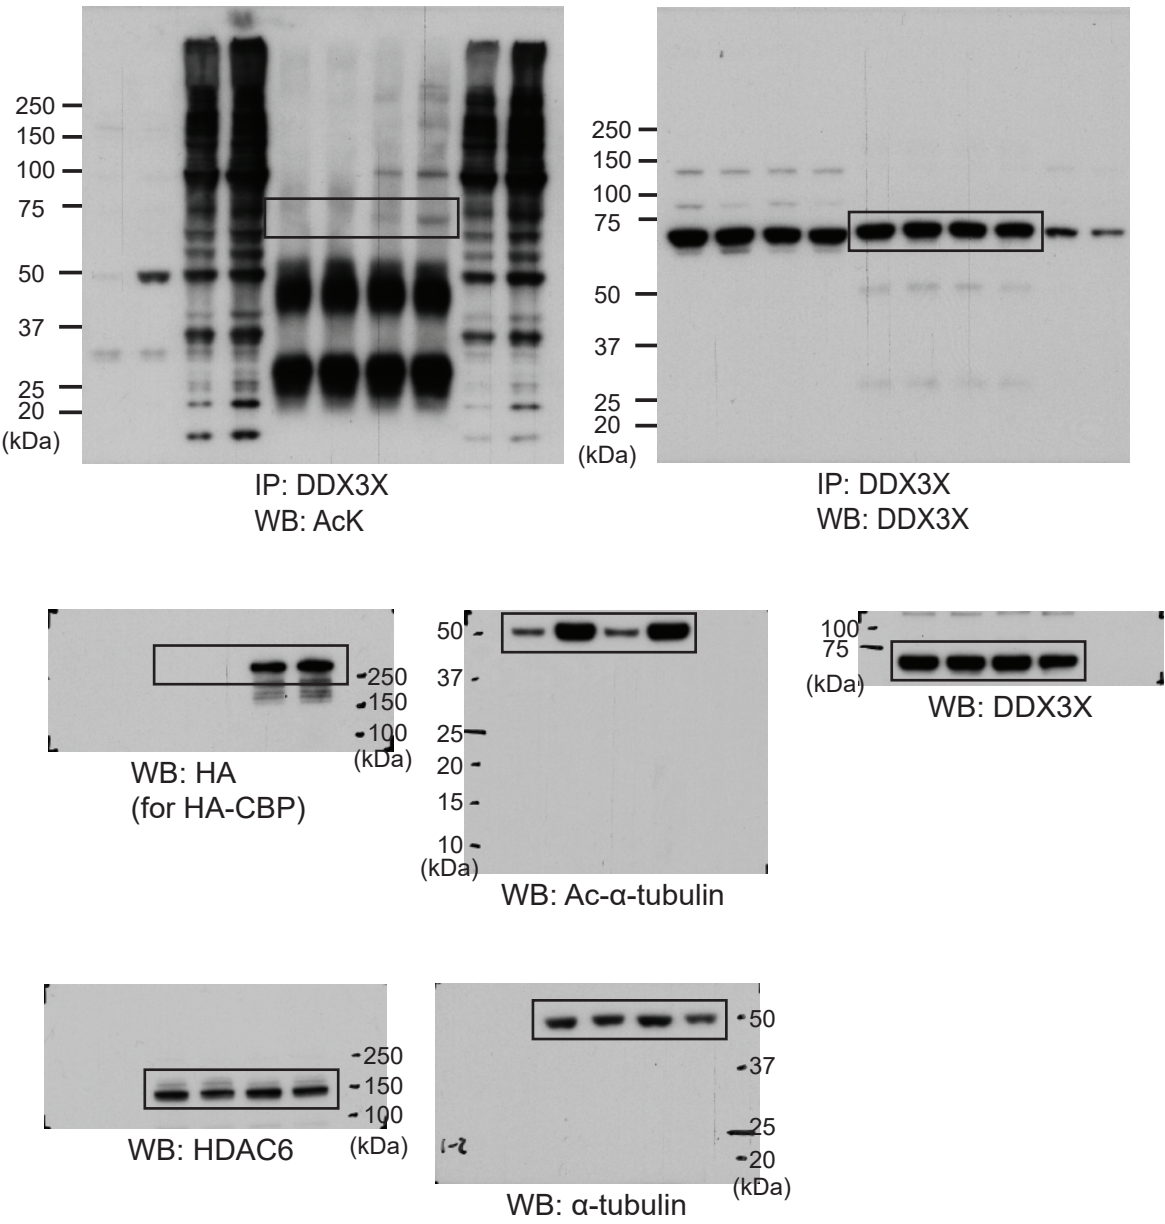 250
150
100
75
50
37
25
20
(kDa)
IP: DDX3X
WB: AcK
250
150
100
75
50
37
25
20
(kDa)
IP: DDX3X
WB: DDX3X
250
150
100
(kDa)
WB: HA
(for HA-CBP)
50
37
25
20
15
10
(kDa)
WB: Ac-α-tubulin
100
75
(kDa)
WB: DDX3X
250
150
100
(kDa)
WB: HDAC6
50
37
25
20
(kDa)
1-2
WB: α-tubulin